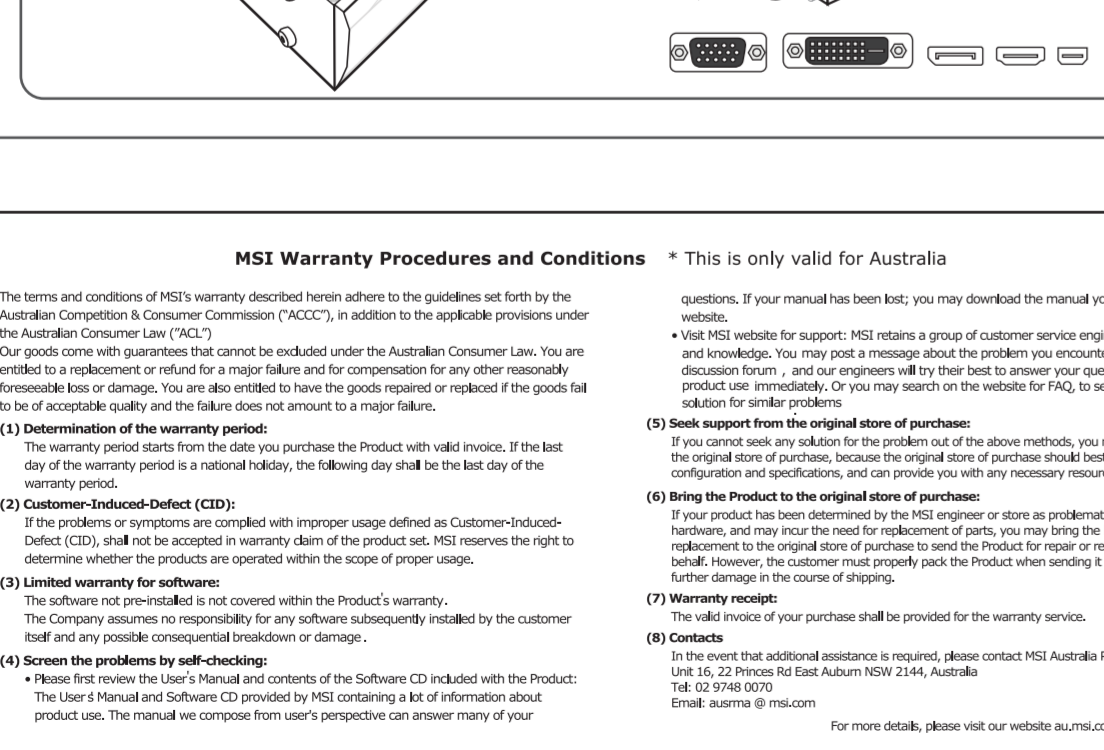 MSI Warranty Procedures and Conditions * This is only valid for Australia
The terms and conditions of MSI's warranty described herein adhere to the guidelines set forth by the
Australian Competition & Consumer Commission ("ACCC"), in addition to the applicable provisions under
the Australian Consumer Law ("ACL")
Our goods come with guarantees that cannot be excluded under the Australian Consumer Law. You are
entitled to a replacement or refund for a major failure and for compensation for any other reasonably
foreseeable loss or damage. You are also entitled to have the goods repaired or replaced if the goods fail
to be of acceptable quality and the failure does not amount to a major failure.
(1) Determination of the warranty period:
The warranty period starts from the date you purchase the Product with valid invoice. If the last
day of the warranty period is a national holiday, the following day shall be the last day of the
warranty period.
(2) Customer-Induced-Defect (CID):
If the problems or symptoms are complied with improper usage defined as Customer-Induced-
Defect (CID), shall not be accepted in warranty claim of the product set. MSI reserves the right to
determine whether the products are operated within the scope of proper usage.
(3) Limited warranty for software:
The software not pre-installed is not covered within the Product's warranty.
The Company assumes no responsibility for any software subsequently installed by the customer
itself and any possible consequential breakdown or damage .
(4) Screen the problems by self-checking:
• Please first review the User's Manual and contents of the Software CD included with the Product:
The User's Manual and Software CD provided by MSI containing a lot of information about
product use. The manual we compose from user's perspective can answer many of your
questions. If your manual has been lost; you may download the manual
website.
• Visit MSI website for support: MSI retains a group of customer service
and knowledge. You may post a message about the problem you
discussion forum , and our engineers will try their best to answer your
product use immediately. Or you may search on the website for FAQ, to
solution for similar problems
(5) Seek support from the original store of purchase:
If you cannot seek any solution for the problem out of the above methods, you
the original store of purchase, because the original store of purchase should best
configuration and specifications, and can provide you with any necessary
(6) Bring the Product to the original store of purchase:
If your product has been determined by the MSI engineer or store as
hardware, and may incur the need for replacement of parts, you may bring the
replacement to the original store of purchase to send the Product for repair or
behalf. However, the customer must properly pack the Product when sending it
further damage in the course of shipping.
(7) Warranty receipt:
The valid invoice of your purchase shall be provided for the warranty service.
(8) Contacts
In the event that additional assistance is required, please contact MSI Australia
Unit 16, 22 Princes Rd East Auburn NSW 2144, Australia
Tel: 02 9748 0070
Email: ausrma @ msi.com
For more details, please visit our website